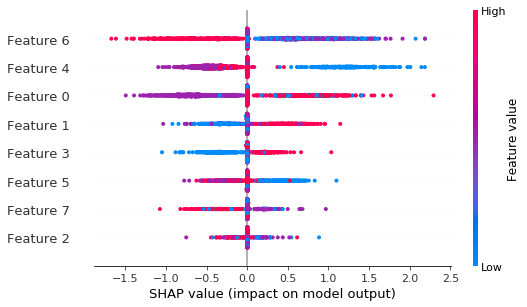 High
Feature 6
Feature 4
Feature 0
Feature 1
Feature 3
Feature 5
Feature 7
Feature 2
Feature value
Low
−1.5 −1.0 −0.5 0.0 0.5 1.0 1.5 2.0 2.5
SHAP value (impact on model output)